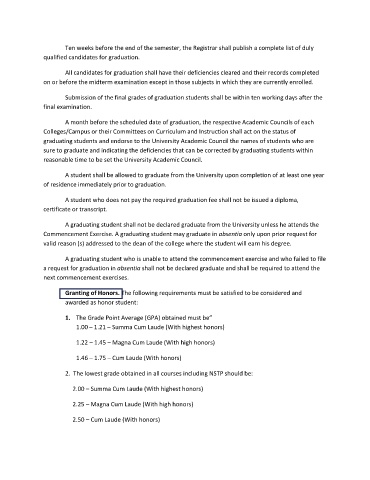 Ten weeks before the end of the semester, the Registrar shall publish a complete list of duly
qualified candidates for graduation.
All candidates for graduation shall have their deficiencies cleared and their records completed
on or before the midterm examination except in those subjects in which they are currently enrolled.
Submission of the final grades of graduation students shall be within ten working days after the
final examination.
A month before the scheduled date of graduation, the respective Academic Councils of each
Colleges/Campus or their Committees on Curriculum and Instruction shall act on the status of
graduating students and endorse to the University Academic Council the names of students who are
sure to graduate and indicating the deficiencies that can be corrected by graduating students within
reasonable time to be set the University Academic Council.
A student shall be allowed to graduate from the University upon completion of at least one year
of residence immediately prior to graduation.
A student who does not pay the required graduation fee shall not be issued a diploma,
certificate or transcript.
A graduating student shall not be declared graduate from the University unless he attends the
Commencement Exercise. A graduating student may graduate in absentia only upon prior request for
valid reason (s) addressed to the dean of the college where the student will earn his degree.
A graduating student who is unable to attend the commencement exercise and who failed to file
a request for graduation in absentia shall not be declared graduate and shall be required to attend the
next commencement exercises.
Granting of Honors. The following requirements must be satisfied to be considered and
awarded as honor student:
1. The Grade Point Average (GPA) obtained must be"
1.00 – 1.21 – Summa Cum Laude (With highest honors)
1.22 – 1.45 – Magna Cum Laude (With high honors)
1.46 – 1.75 – Cum Laude (With honors)
2. The lowest grade obtained in all courses including NSTP should be:
2.00 – Summa Cum Laude (With highest honors)
2.25 – Magna Cum Laude (With high honors)
2.50 – Cum Laude (With honors)